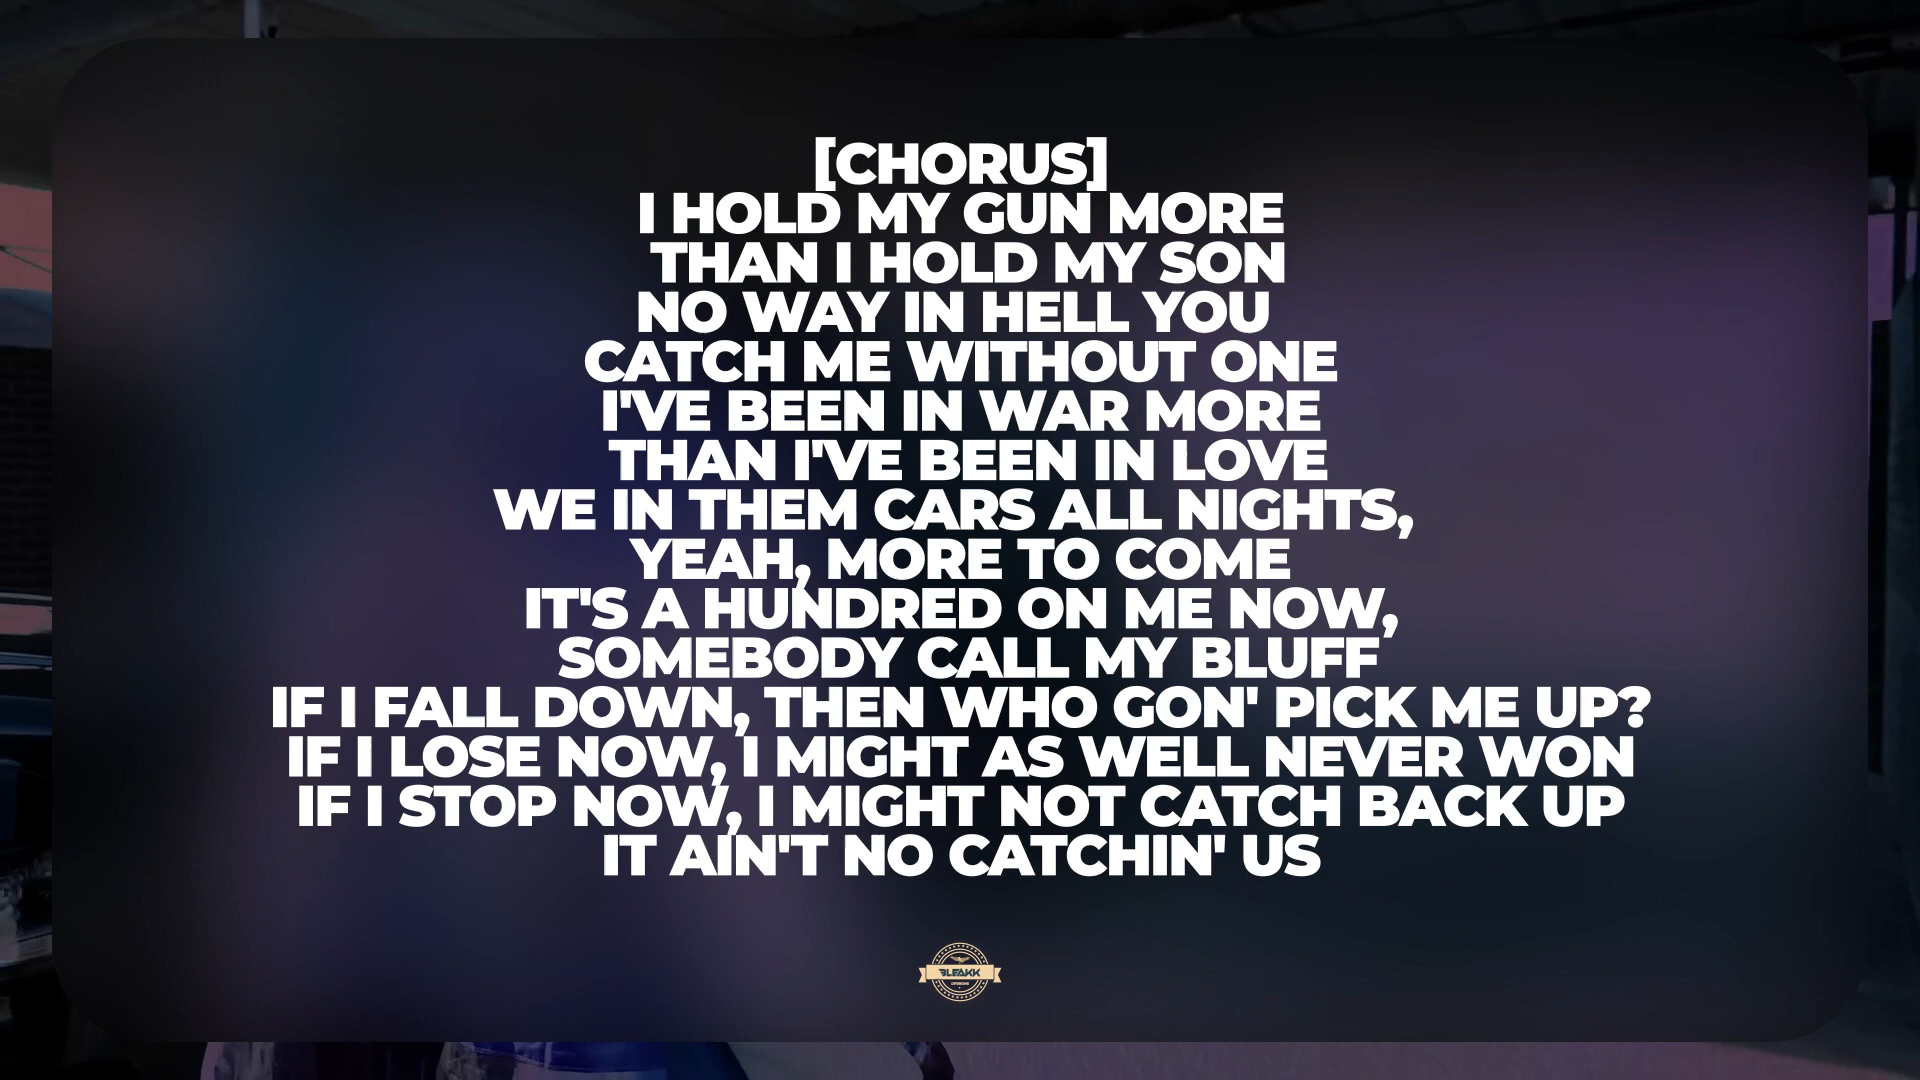 [CHORUS]
I HOLD MY GUN MORE
THAN I HOLD MY SON
NO WAY IN HELL YOU
CATCH ME WITHOUT ONE
I'VE BEEN IN WAR MORE
THAN I'VE BEEN IN LOVE
WE IN THEM CARS ALL NIGHTS,
YEAH, MORE TO COME
IT'S A HUNDRED ON ME NOW,
SOMEBODY CALL MY BLUFF
IF I FALL DOWN, THEN WHO GON' PICK ME UP?
IF I LOSE NOW, I MIGHT AS WELL NEVER WON
IF I STOP NOW, I MIGHT NOT CATCH BACK UP
IT AIN'T NO CATCHIN' US
BLEAKK